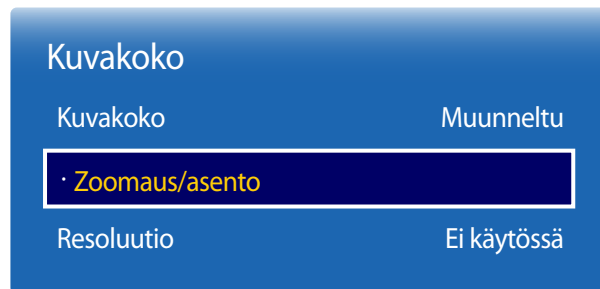 Kuvakoko
Kuvakoko Muunneltu
· Zoomaus/asento
Resoluutio Ei käytössä